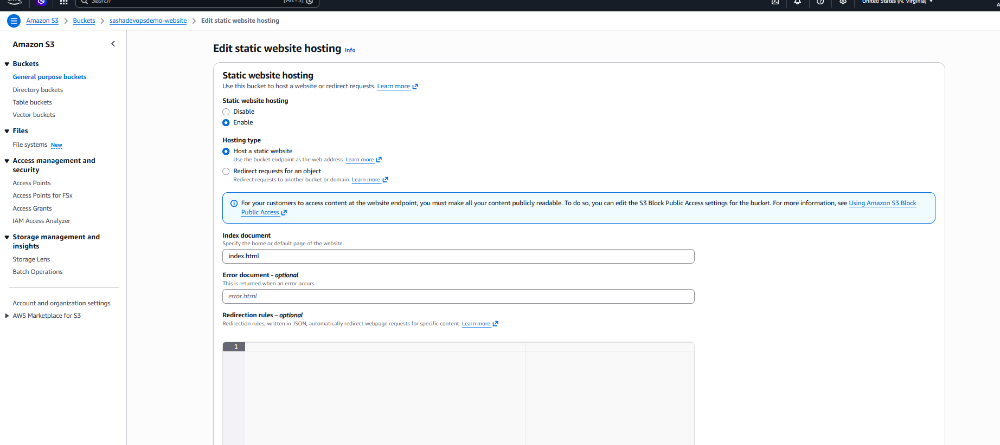 Search
[Alt+S]
United States (N. Virginia)
Amazon S3
Buckets
sashadevopsdemo-website
Edit static website hosting
Amazon S3
Buckets
General purpose buckets
Directory buckets
Table buckets
Vector buckets
Files
File systems New
Access management and
security
Access Points
Access Points for FSx
Access Grants
IAM Access Analyzer
Storage management and
insights
Storage Lens
Batch Operations
Account and organization settings
AWS Marketplace for S3
Edit static website hosting Info
Static website hosting
Use this bucket to host a website or redirect requests. Learn more
Static website hosting
Disable
Enable
Hosting type
Host a static website
Use the bucket endpoint as the web address. Learn more
Redirect requests for an object
Redirect requests to another bucket or domain. Learn more
For your customers to access content at the website endpoint, you must make all your content publicly readable. To do so, you can edit the S3 Block Public Access settings for the bucket. For more information, see Using Amazon S3 Block
Public Access
Index document
Specify the home or default page of the website.
index.html
Error document - optional
This is returned when an error occurs.
error.html
Redirection rules – optional
Redirection rules, written in JSON, automatically redirect webpage requests for specific content. Learn more
1